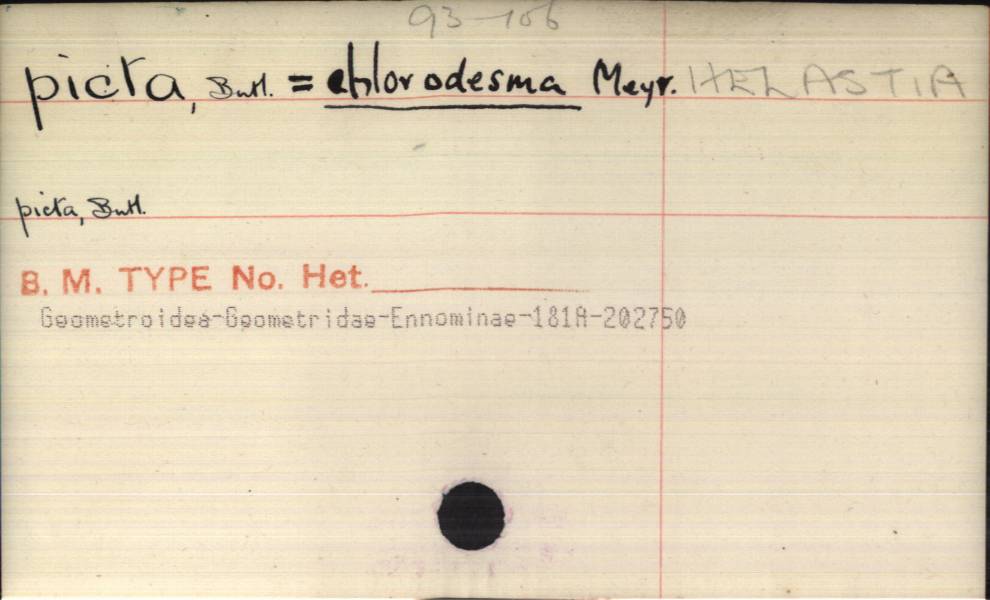 93-106
picta, Butl. = chlorodesma Meyr. HELASTIA
picta, Butl.
B. M. TYPE No. Het.
Geometroidea-Geometridae-Ennominae-181A-202750